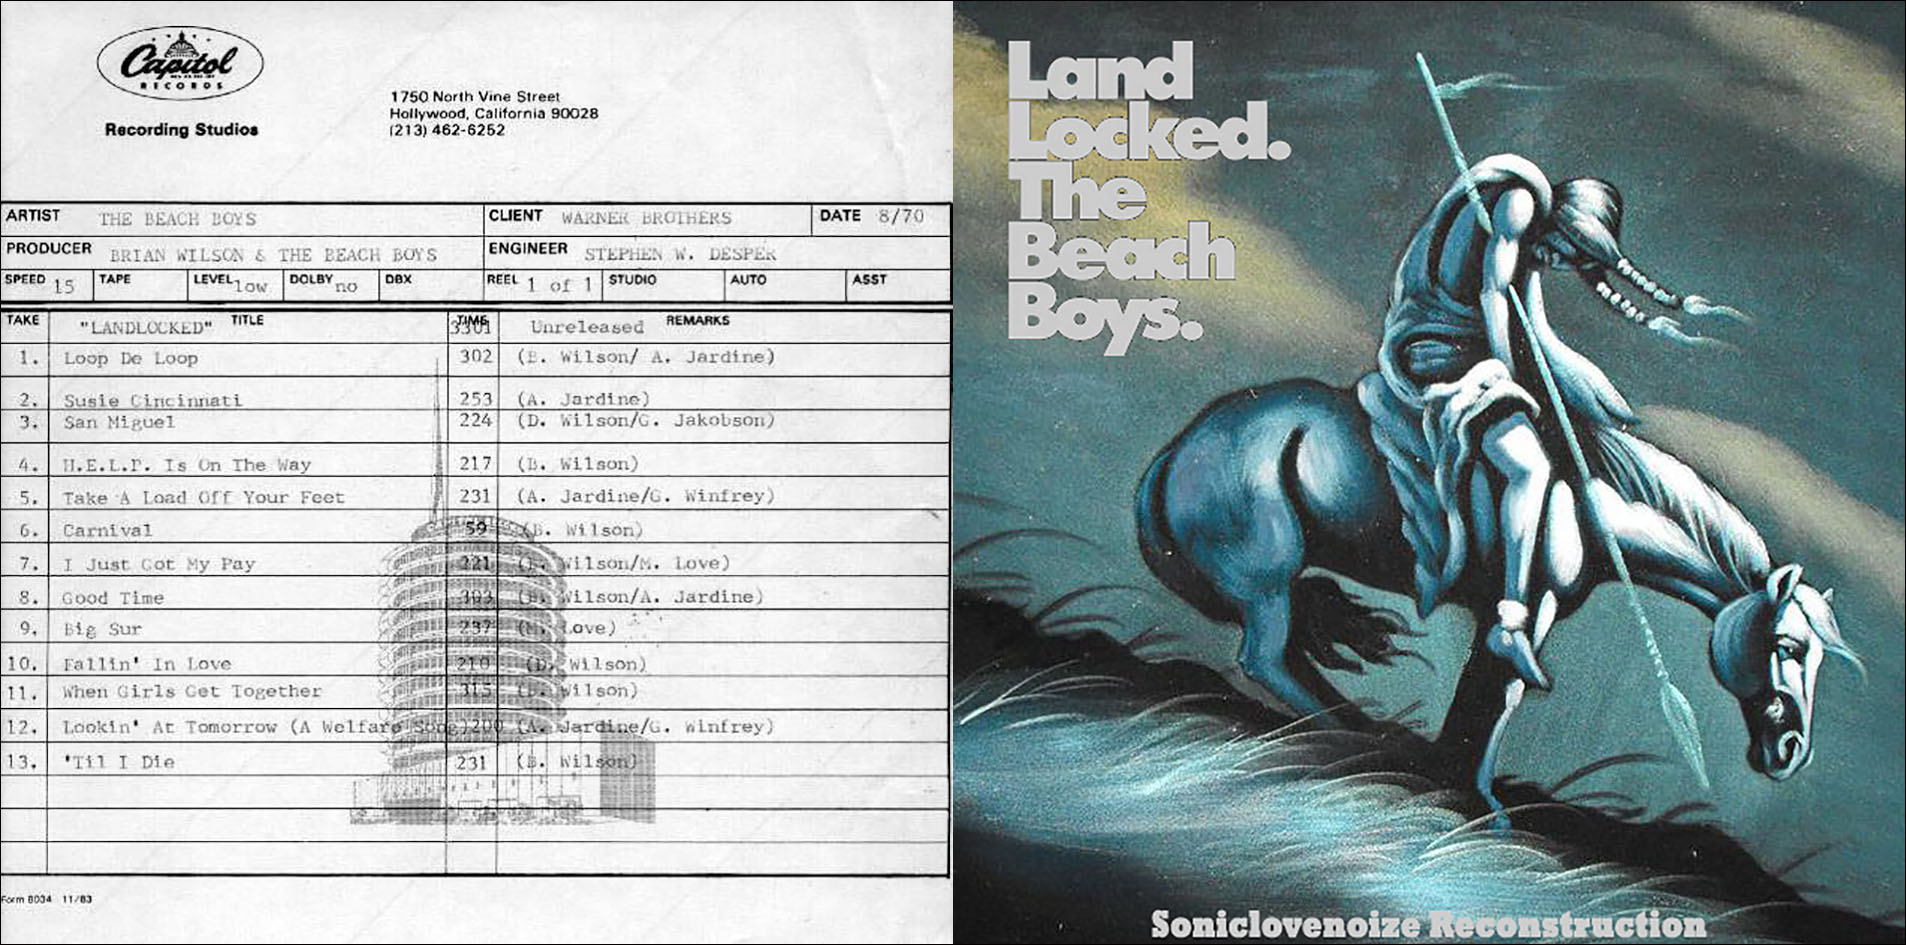 Capitol
RECORDS
Recording Studios
1750 North Vine Street
Hollywood, California 90028
(213) 462-6252
ARTIST THE BEACH BOYS CLIENT WARNER BROTHERS DATE 8/70
PRODUCER BRIAN WILSON & THE BEACH BOYS ENGINEER STEPHEN W. DESPER
SPEED 15 TAPE LEVEL low DOLBY no DBX REEL 1 of 1 STUDIO AUTO ASST
TAKE "LANDLOCKED" TITLE TIME 3301 Unreleased REMARKS
1. Loop De Loop 302 (B. Wilson/ A. Jardine)
2. Susie Cincinnati 253 (A. Jardine)
3. San Miguel 224 (D. Wilson/G. Jakobson)
4. H.E.L.P. Is On The Way 217 (B. Wilson)
5. Take A Load Off Your Feet 231 (A. Jardine/G. Winfrey)
6. Carnival 59 (B. Wilson)
7. I Just Got My Pay 221 Wilson/M. Love)
8. Good Time 303 Wilson/A. Jardine)
9. Big Sur 237 Love)
10. Fallin' In Love 210 (D. Wilson)
11. When Girls Get Together 315 Wilson)
12. Lookin' At Tomorrow (A Welfare Song) 200 (A. Jardine/G. Winfrey)
13. 'Til I Die 231 (B. Wilson)
Form 8034 11/83
Land
Locked.
The
Beach
Boys.
Soniclovenoize Reconstruction